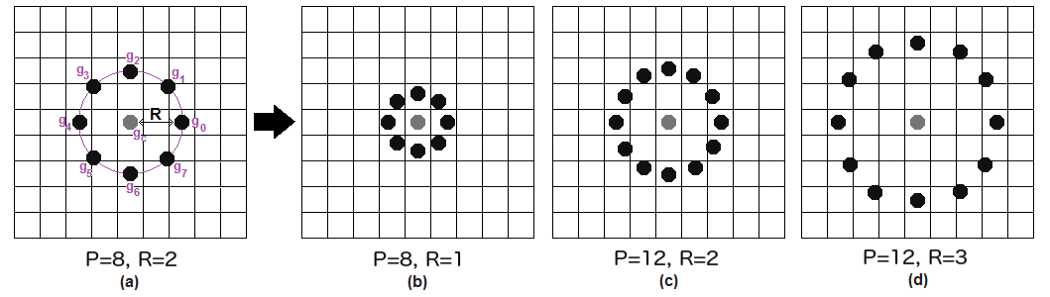 g2
g3
g1
R
g4
g0
gc
g5
g7
g6
P=8, R=2
P=8, R=1
P=12, R=2
P=12, R=3
(a)
(b)
(c)
(d)